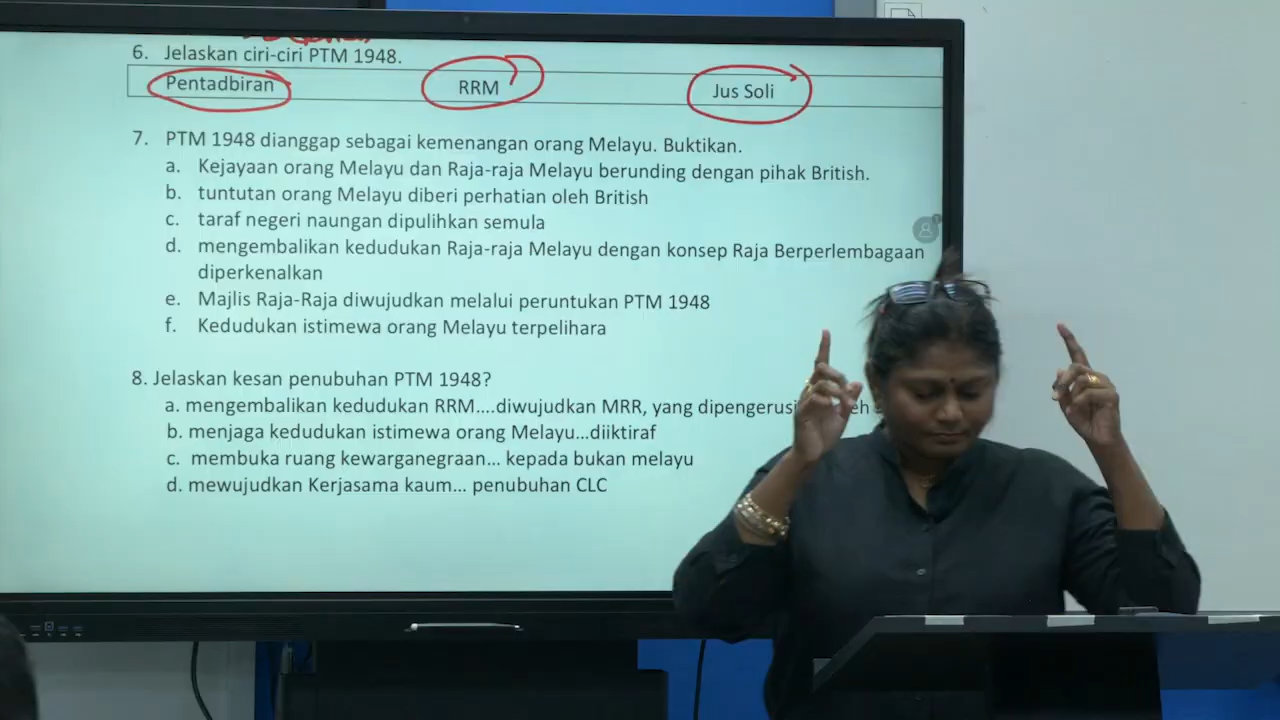 6. Jelaskan ciri-ciri PTM 1948.
Pentadbiran RRM Jus Soli
7. PTM 1948 dianggap sebagai kemenangan orang Melayu. Buktikan.
a. Kejayaan orang Melayu dan Raja-raja Melayu berunding dengan pihak British.
b. tuntutan orang Melayu diberi perhatian oleh British
c. taraf negeri naungan dipulihkan semula
d. mengembalikan kedudukan Raja-raja Melayu dengan konsep Raja Berperlembagaan
diperkenalkan
e. Majlis Raja-Raja diwujudkan melalui peruntukan PTM 1948
f. Kedudukan istimewa orang Melayu terpelihara
8. Jelaskan kesan penubuhan PTM 1948?
a. mengembalikan kedudukan RRM....diwujudkan MRR, yang
b. menjaga kedudukan istimewa orang Melayu...diiktiraf
c. membuka ruang kewarganegraan... kepada bukan melayu
d. mewujudkan Kerjasama kaum... penubuhan CLC